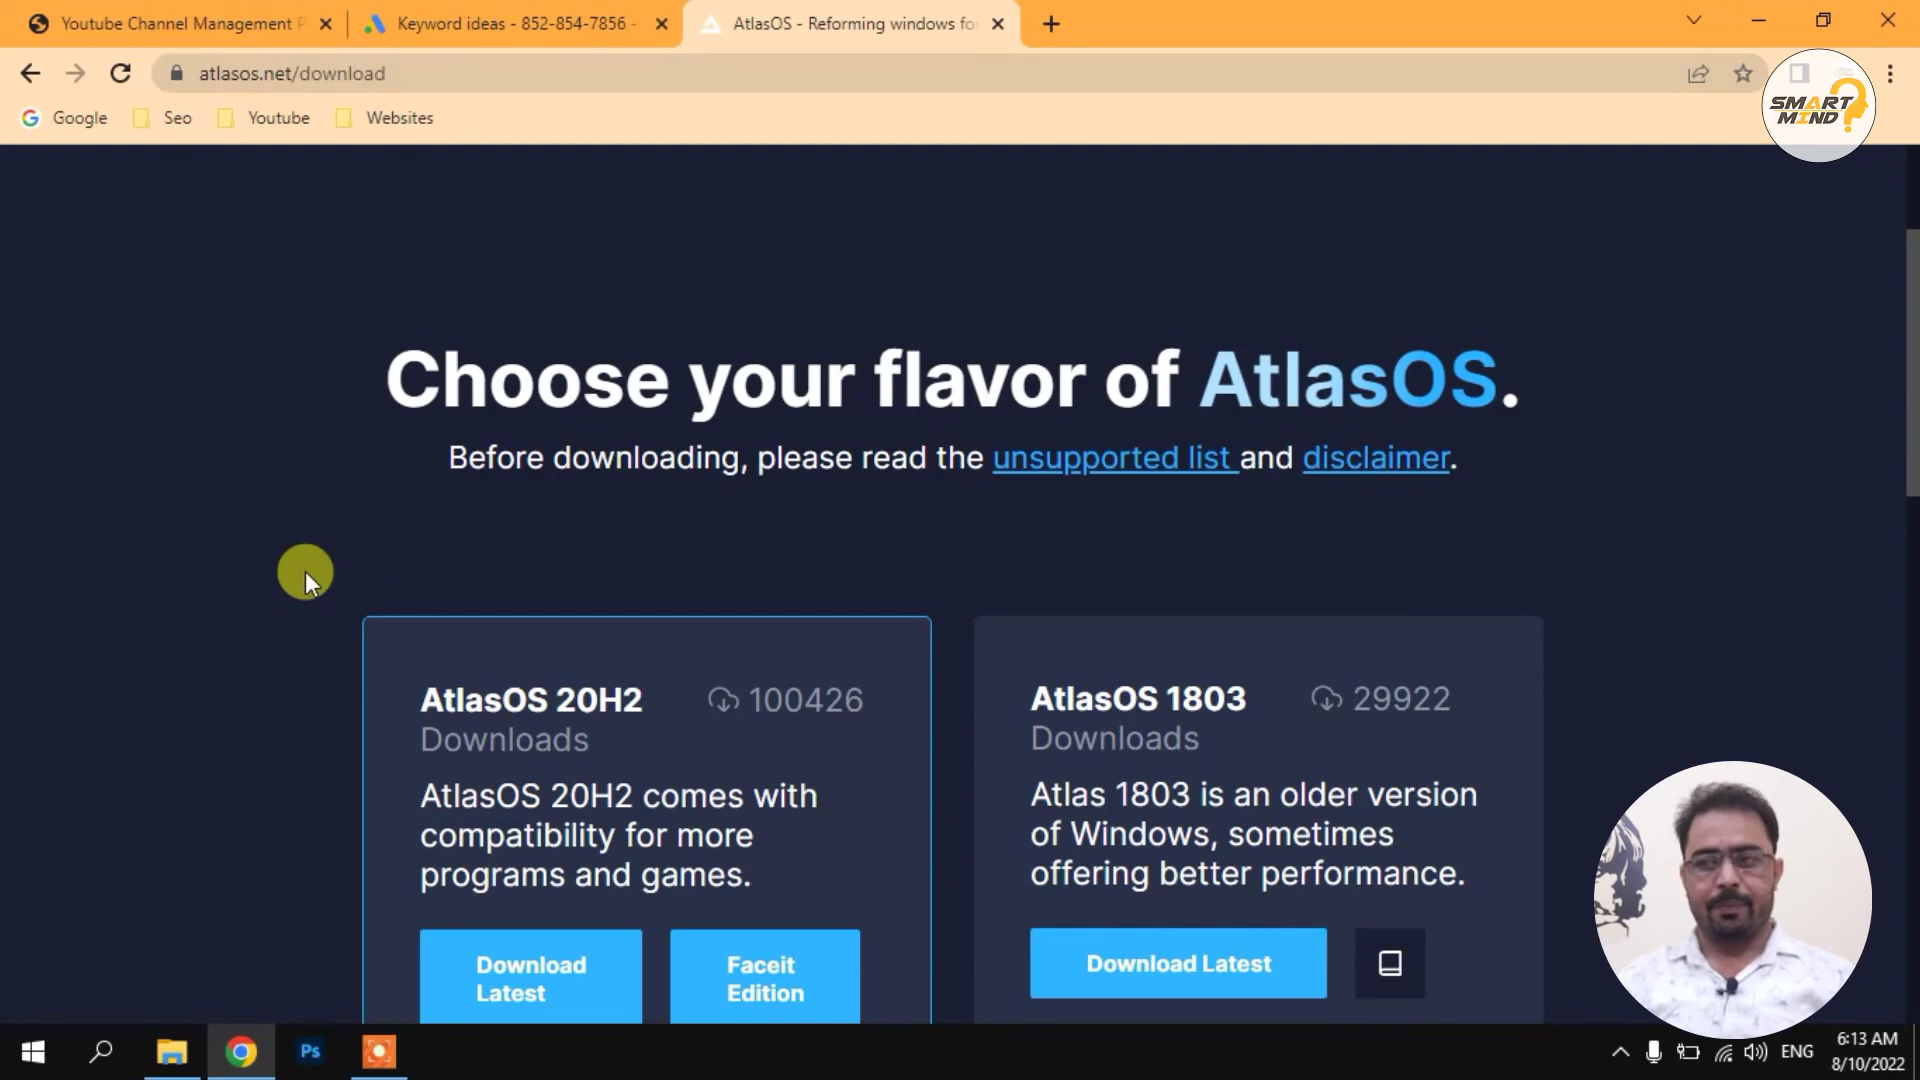 Youtube Channel Management P
Keyword ideas - 852-854-7856 -
AtlasOS - Reforming windows fo
atlasos.net/download
Google
Seo
Youtube
Websites
SMART
MIND
Choose your flavor of AtlasOS.
Before downloading, please read the unsupported list and disclaimer.
AtlasOS 20H2
100426
Downloads
AtlasOS 20H2 comes with
compatibility for more
programs and games.
Download
Latest
Faceit
Edition
AtlasOS 1803
29922
Downloads
Atlas 1803 is an older version
of Windows, sometimes
offering better performance.
Download Latest
Ps
ENG
6:13 AM
8/10/2022